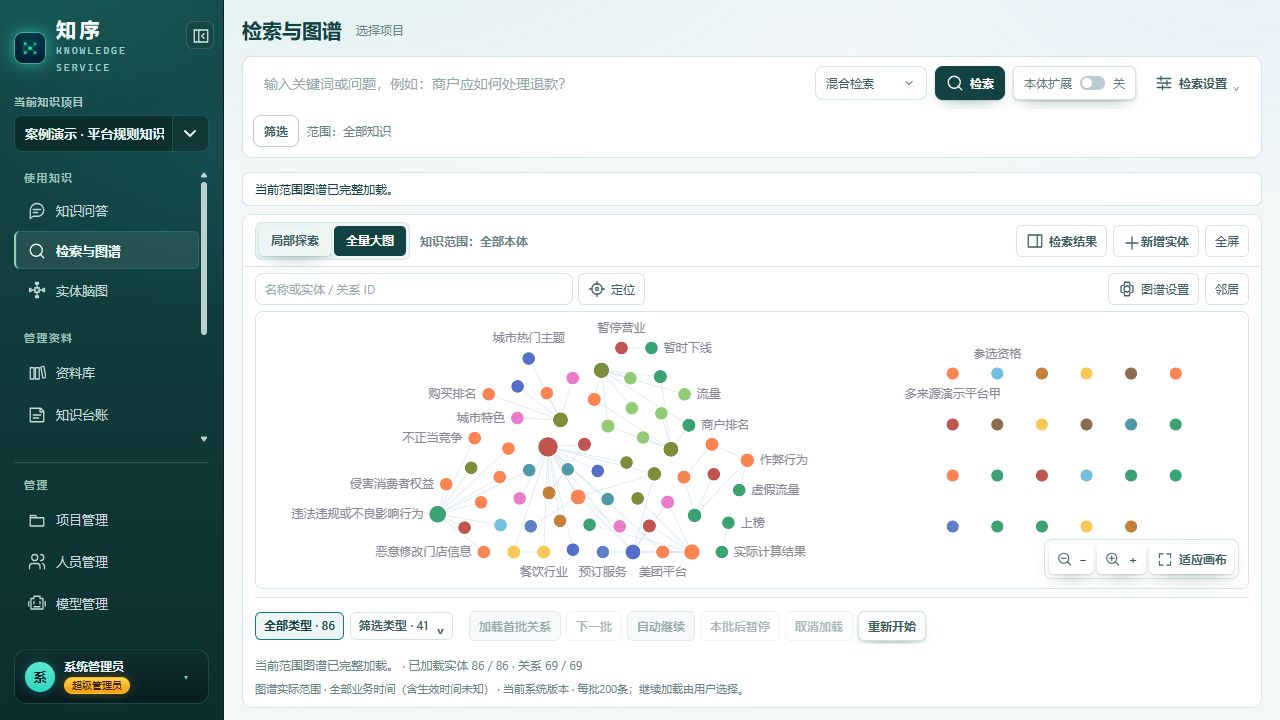 知序
KNOWLEDGE
SERVICE
当前知识项目
案例演示 · 平台规则知识
使用知识
知识问答
检索与图谱
实体脑图
管理资料
资料库
知识台账
管理
项目管理
人员管理
模型管理
系
系统管理员
超级管理员
检索与图谱
选择项目
输入关键词或问题，例如：商户应如何处理退款？
混合检索
检索
本体扩展
关
检索设置
筛选
范围：全部知识
当前范围图谱已完整加载。
局部探索
全量大图
知识范围：全部本体
检索结果
＋新增实体
全屏
名称或实体 / 关系 ID
定位
图谱设置
邻居
暂停营业
城市热门主题
暂时下线
参选资格
购买排名
流量
多来源演示平台甲
城市特色
商户排名
不正当竞争
作弊行为
侵害消费者权益
虚假流量
违法违规或不良影响行为
上榜
恶意修改门店信息
实际计算结果
餐饮行业
预订服务
美团平台
−
+
适应画布
全部类型 · 86
筛选类型 · 41
加载首批关系
下一批
自动继续
本批后暂停
取消加载
重新开始
当前范围图谱已完整加载。 · 已加载实体 86 / 86 · 关系 69 / 69
图谱实际范围 · 全部业务时间（含生效时间未知） · 当前系统版本 · 每批200条；继续加载由用户选择。